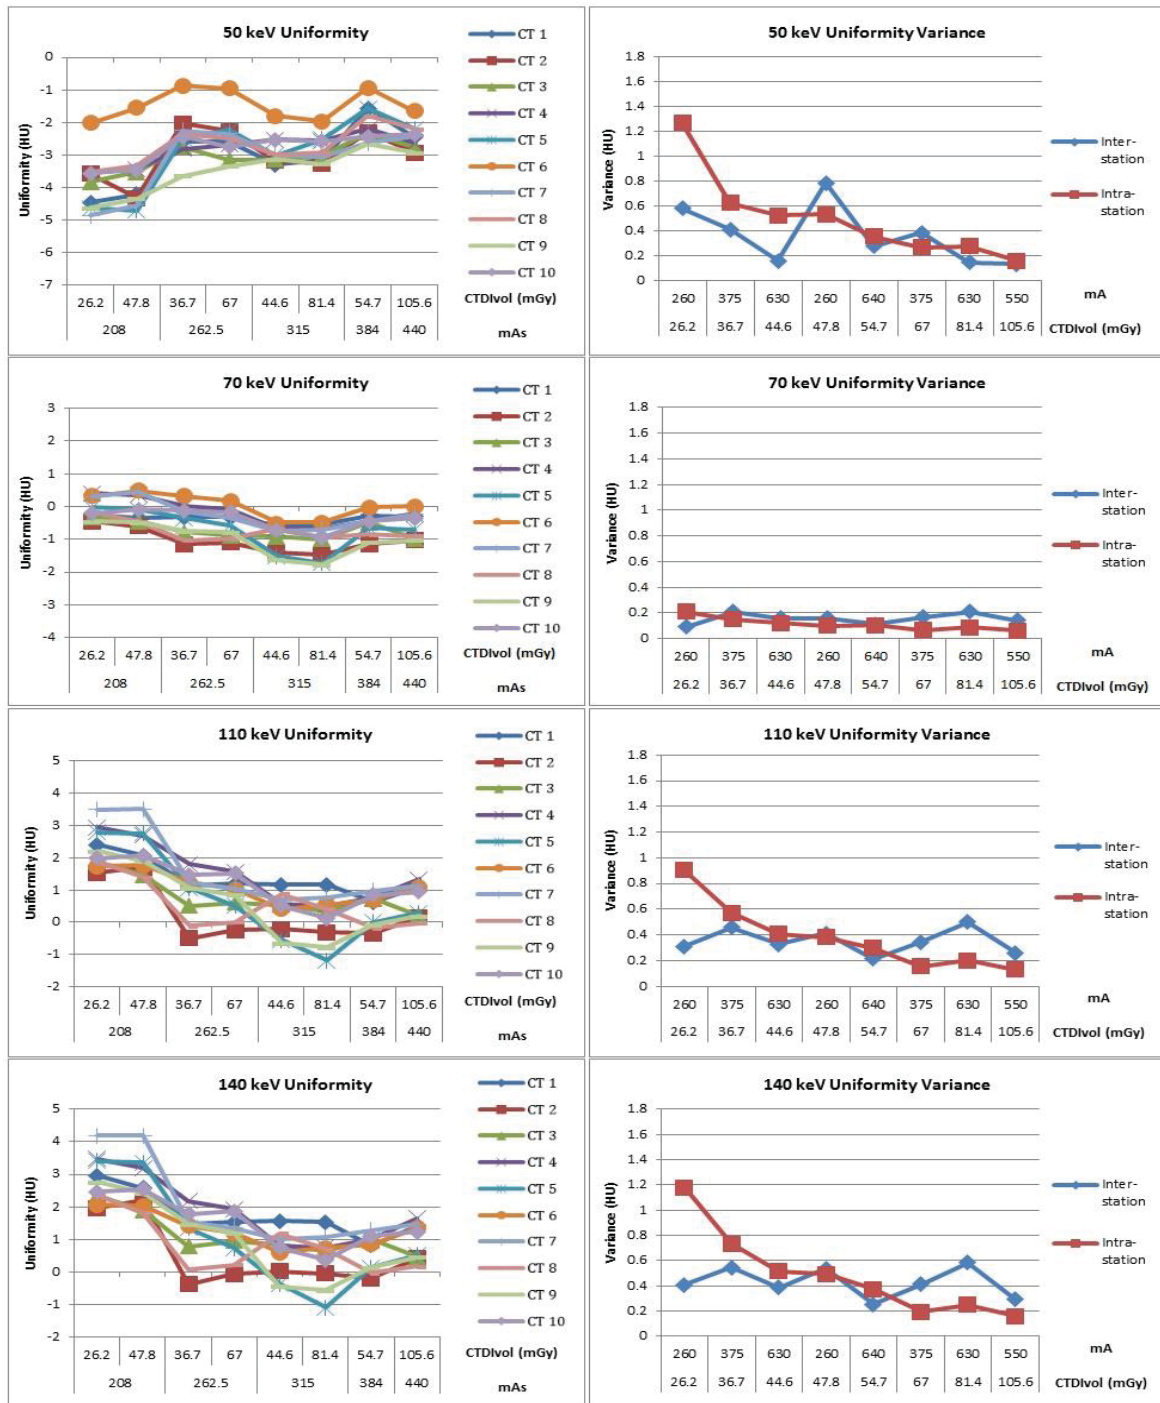 50 keV Uniformity
Uniformity (HU)
0
-1
-2
-3
-4
-5
-6
-7
26.2 47.8 36.7 67 44.6 81.4 54.7 105.6 CTDIvol (mGy)
208 262.5 315 384 440 mAs
CT 1
CT 2
CT 3
CT 4
CT 5
CT 6
CT 7
CT 8
CT 9
CT 10
50 keV Uniformity Variance
Variance (HU)
1.8
1.6
1.4
1.2
1
0.8
0.6
0.4
0.2
0
260 375 630 260 640 375 630 550 mA
26.2 36.7 44.6 47.8 54.7 67 81.4 105.6 CTDIvol (mGy)
Inter-
station
Intra-
station
70 keV Uniformity
Uniformity (HU)
3
2
1
0
-1
-2
-3
-4
26.2 47.8 36.7 67 44.6 81.4 54.7 105.6 CTDIvol (mGy)
208 262.5 315 384 440 mAs
CT 1
CT 2
CT 3
CT 4
CT 5
CT 6
CT 7
CT 8
CT 9
CT 10
70 keV Uniformity Variance
Variance (HU)
1.8
1.6
1.4
1.2
1
0.8
0.6
0.4
0.2
0
260 375 630 260 640 375 630 550 mA
26.2 36.7 44.6 47.8 54.7 67 81.4 105.6 CTDIvol (mGy)
Inter-
station
Intra-
station
110 keV Uniformity
Uniformity (HU)
5
4
3
2
1
0
-1
-2
26.2 47.8 36.7 67 44.6 81.4 54.7 105.6 CTDIvol (mGy)
208 262.5 315 384 440 mAs
CT 1
CT 2
CT 3
CT 4
CT 5
CT 6
CT 7
CT 8
CT 9
CT 10
110 keV Uniformity Variance
Variance (HU)
1.8
1.6
1.4
1.2
1
0.8
0.6
0.4
0.2
0
260 375 630 260 640 375 630 550 mA
26.2 36.7 44.6 47.8 54.7 67 81.4 105.6 CTDIvol (mGy)
Inter-
station
Intra-
station
140 keV Uniformity
Uniformity (HU)
5
4
3
2
1
0
-1
-2
26.2 47.8 36.7 67 44.6 81.4 54.7 105.6 CTDIvol (mGy)
208 262.5 315 384 440 mAs
CT 1
CT 2
CT 3
CT 4
CT 5
CT 6
CT 7
CT 8
CT 9
CT 10
140 keV Uniformity Variance
Variance (HU)
1.8
1.6
1.4
1.2
1
0.8
0.6
0.4
0.2
0
260 375 630 260 640 375 630 550 mA
26.2 36.7 44.6 47.8 54.7 67 81.4 105.6 CTDIvol (mGy)
Inter-
station
Intra-
station